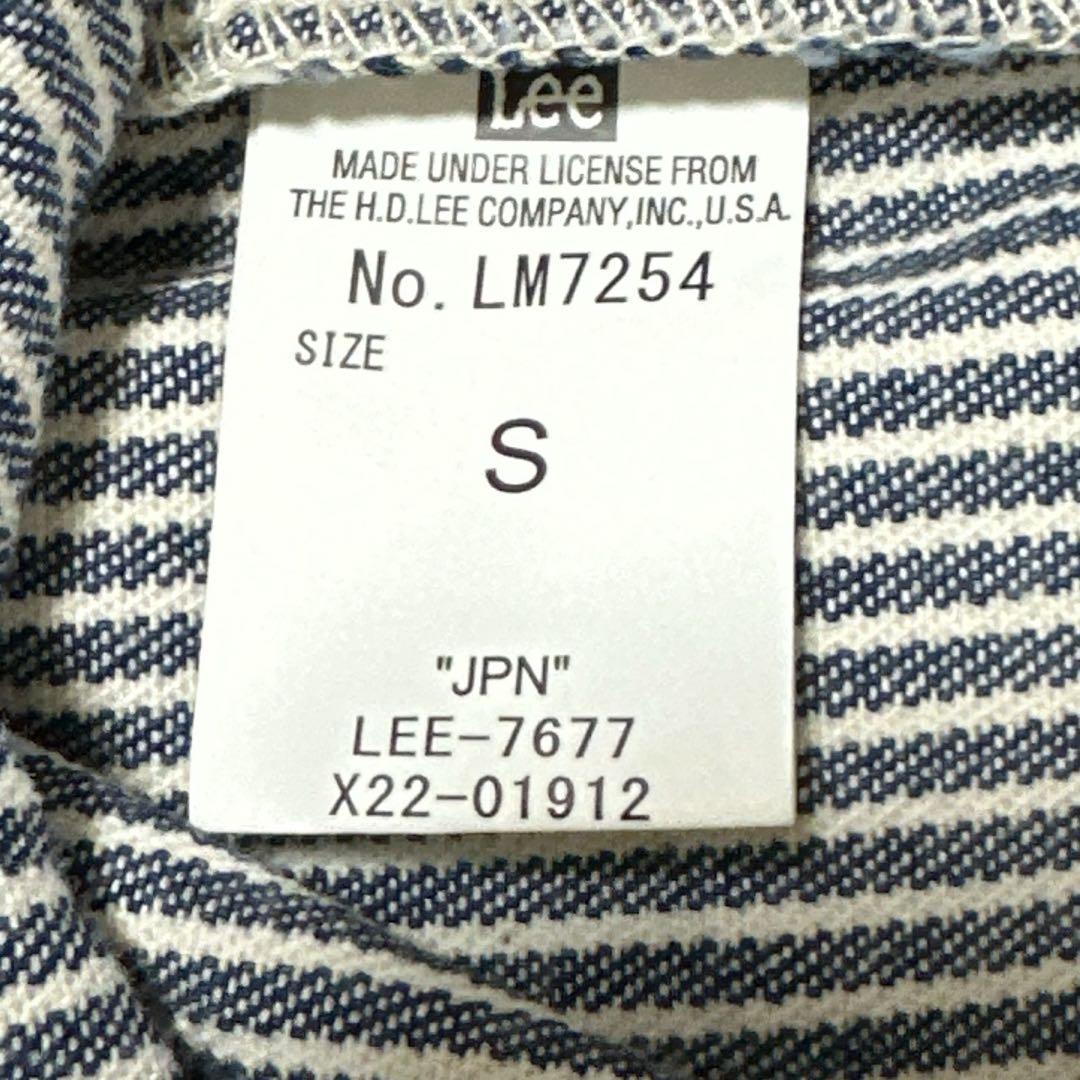 Lee
MADE UNDER LICENSE FROM
THE H.D.LEE COMPANY,INC.,U.S.A.
No. LM7254
SIZE
S
"JPN"
LEE-7677
X22-01912